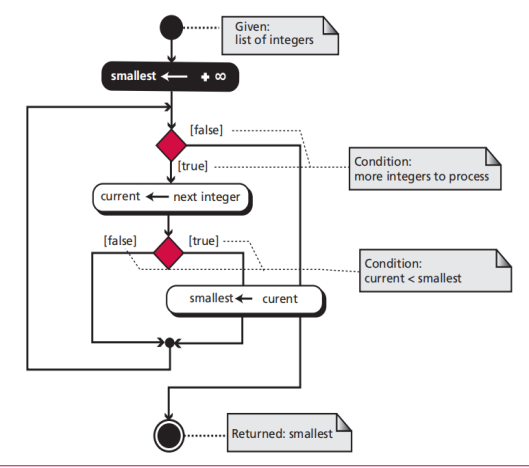 Given:
list of integers
smallest ← + ∞
[false]
[true]
Condition:
more integers to process
current ← next integer
[false]
[true]
Condition:
current < smallest
smallest ← curent
Returned: smallest